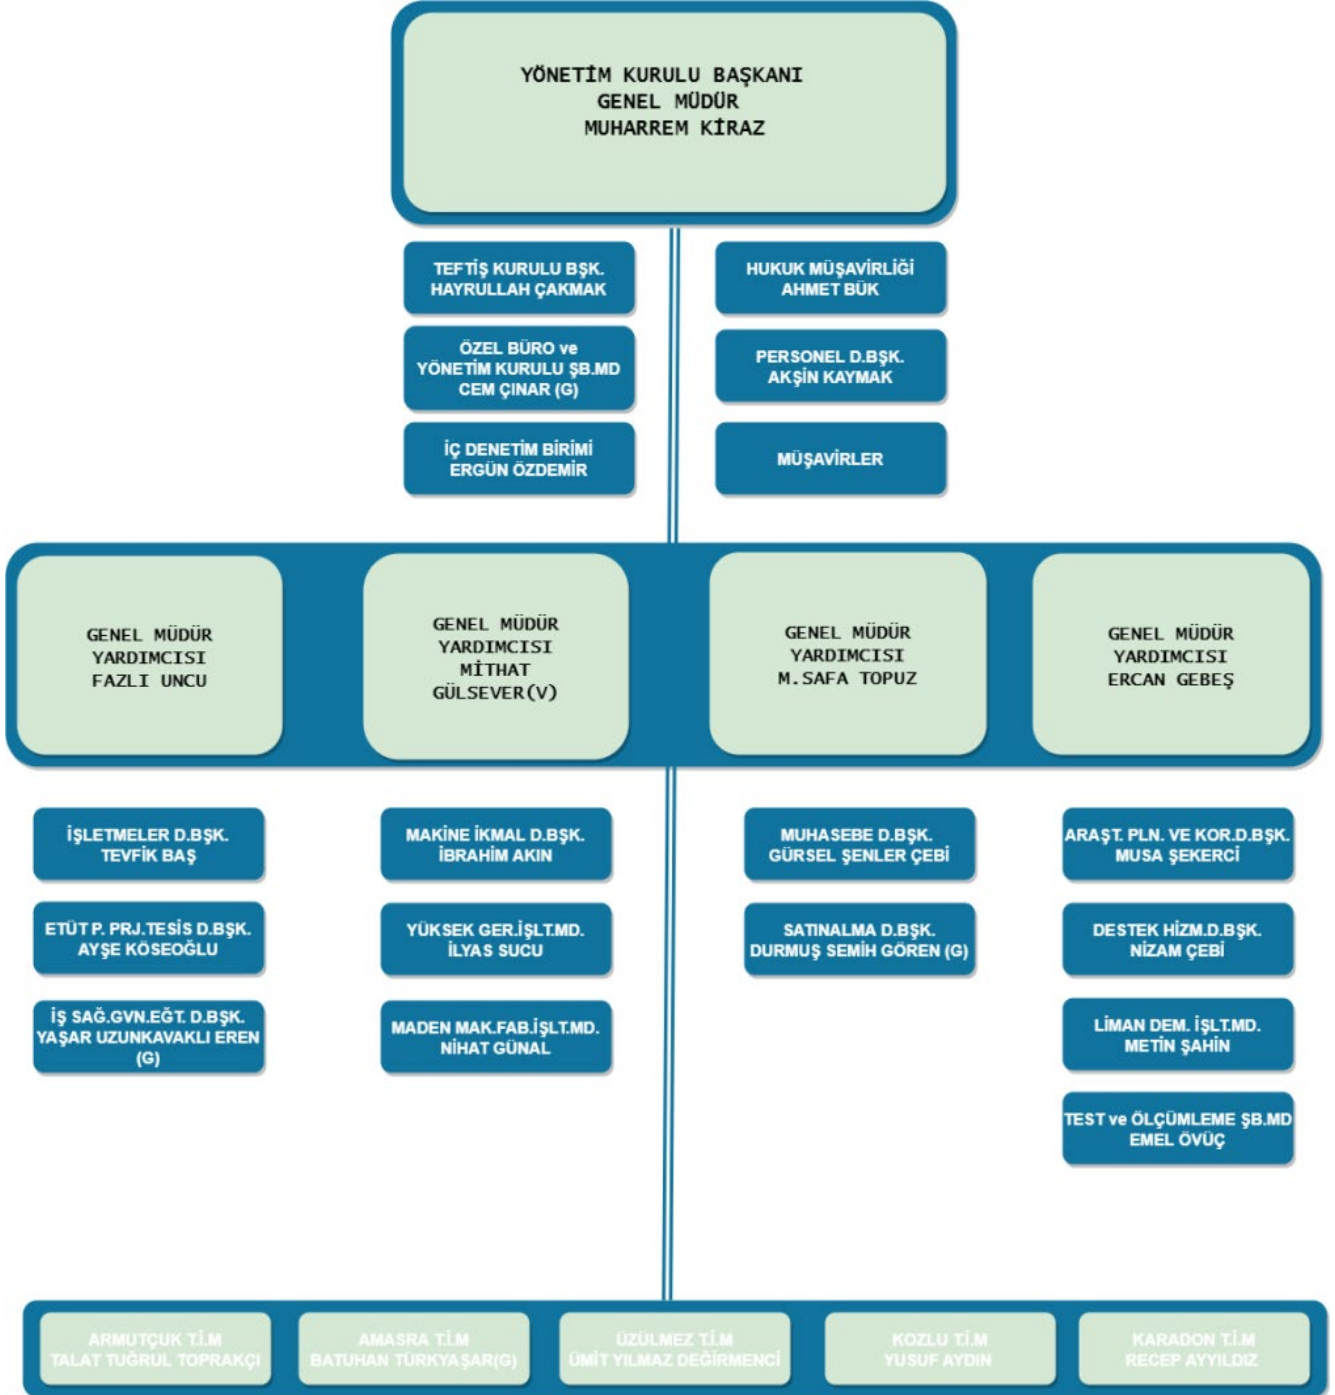 YÖNETİM KURULU BAŞKANI
GENEL MÜDÜR
MUHARREM KİRAZ
TEFTİŞ KURULU BŞK.
HAYRULLAH ÇAKMAK
HUKUK MÜŞAVİRLİĞİ
AHMET BÜK
ÖZEL BÜRO ve
YÖNETİM KURULU ŞB.MD
CEM ÇINAR (G)
PERSONEL D.BŞK.
AKŞİN KAYMAK
İÇ DENETİM BİRİMİ
ERGÜN ÖZDEMİR
MÜŞAVİRLER
GENEL MÜDÜR
YARDIMCISI
FAZLI UNCU
GENEL MÜDÜR
YARDIMCISI
MİTHAT
GÜLSEVER(V)
GENEL MÜDÜR
YARDIMCISI
M.SAFA TOPUZ
GENEL MÜDÜR
YARDIMCISI
ERCAN GEBEŞ
İŞLETMELER D.BŞK.
TEVFİK BAŞ
MAKİNE İKMAL D.BŞK.
İBRAHİM AKIN
MUHASEBE D.BŞK.
GÜRSEL ŞENLER ÇEBİ
ARAŞT. PLN. VE KOR.D.BŞK.
MUSA ŞEKERCİ
ETÜT P. PRJ.TESİS D.BŞK.
AYŞE KÖSEOĞLU
YÜKSEK GER.İŞLT.MD.
İLYAS SUCU
SATINALMA D.BŞK.
DURMUŞ SEMİH GÖREN (G)
DESTEK HİZM.D.BŞK.
NİZAM ÇEBİ
İŞ SAĞ.GVN.EĞT. D.BŞK.
YAŞAR UZUNKAVAKLI EREN
(G)
MADEN MAK.FAB.İŞLT.MD.
NİHAT GÜNAL
LİMAN DEM. İŞLT.MD.
METİN ŞAHİN
TEST ve ÖLÇÜMLEME ŞB.MD
EMEL ÖVÜÇ
ARMUTÇUK T.İ.M
TALAT TUĞRUL TOPRAKÇI
AMASRA T.İ.M
BATUHAN TÜRKYAŞAR(G)
ÜZÜLMEZ T.İ.M
ÜMİT YILMAZ DEĞİRMENCİ
KOZLU T.İ.M
YUSUF AYDIN
KARADON T.İ.M
RECEP AYYILDIZ